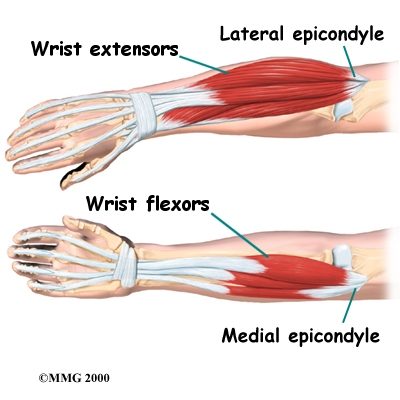 Lateral epicondyle
Wrist extensors
Wrist flexors
Medial epicondyle
©MMG 2000